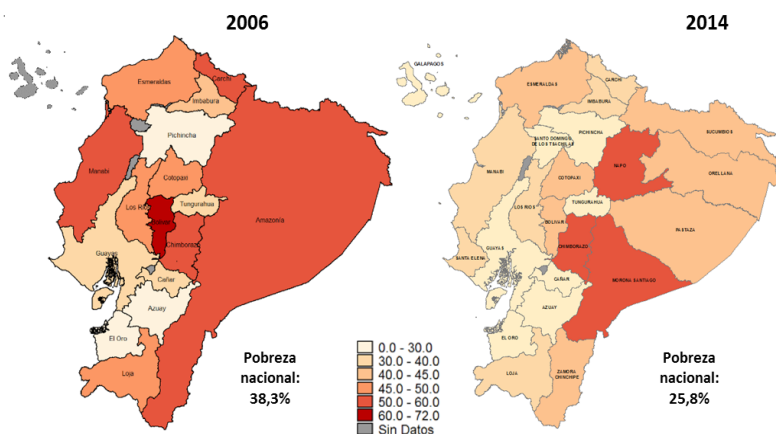 2006
2014
Esmeraldas
Carchi
Imbabura
Pichincha
Manabi
Cotopaxi
Los Rí
Tungurahua
Amazonía
Chimborazo
Guayas
Cañar
Azuay
El Oro
Loja
Pobreza
nacional:
38,3%
0.0 - 30.0
30.0 - 40.0
40.0 - 45.0
45.0 - 50.0
50.0 - 60.0
60.0 - 72.0
Sin Datos
GALAPAGOS
ESMERALDAS
CARCHI
IMBABURA
SUCUMBIOS
PICHINCHA
SANTO DOMINGO
DE LOS TSACHILAS
NAPO
ORELLANA
MANABI
COTOPAXI
TUNGURAHUA
LOS RIOS
BOLIVAR
PASTAZA
GUAYAS
CHIMBORAZO
SANTA ELENA
CAÑAR
MORONA SANTIAGO
AZUAY
EL ORO
LOJA
ZAMORA
CHINCHIPE
Pobreza
nacional:
25,8%